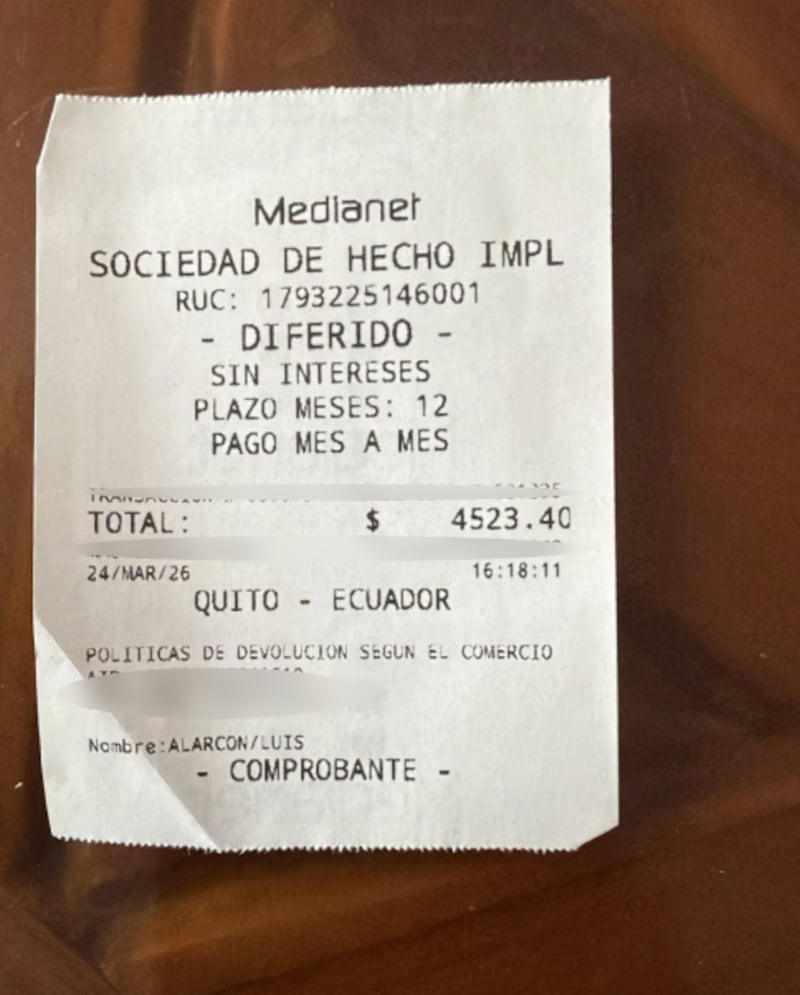 Medianet
SOCIEDAD DE HECHO IMPL
RUC: 1793225146001
- DIFERIDO -
SIN INTERESES
PLAZO MESES: 12
PAGO MES A MES
TOTAL: $ 4523.40
24/MAR/26 16:18:11
QUITO - ECUADOR
POLITICAS DE DEVOLUCION SEGUN EL COMERCIO
Nombre:ALARCON/LUIS
- COMPROBANTE -